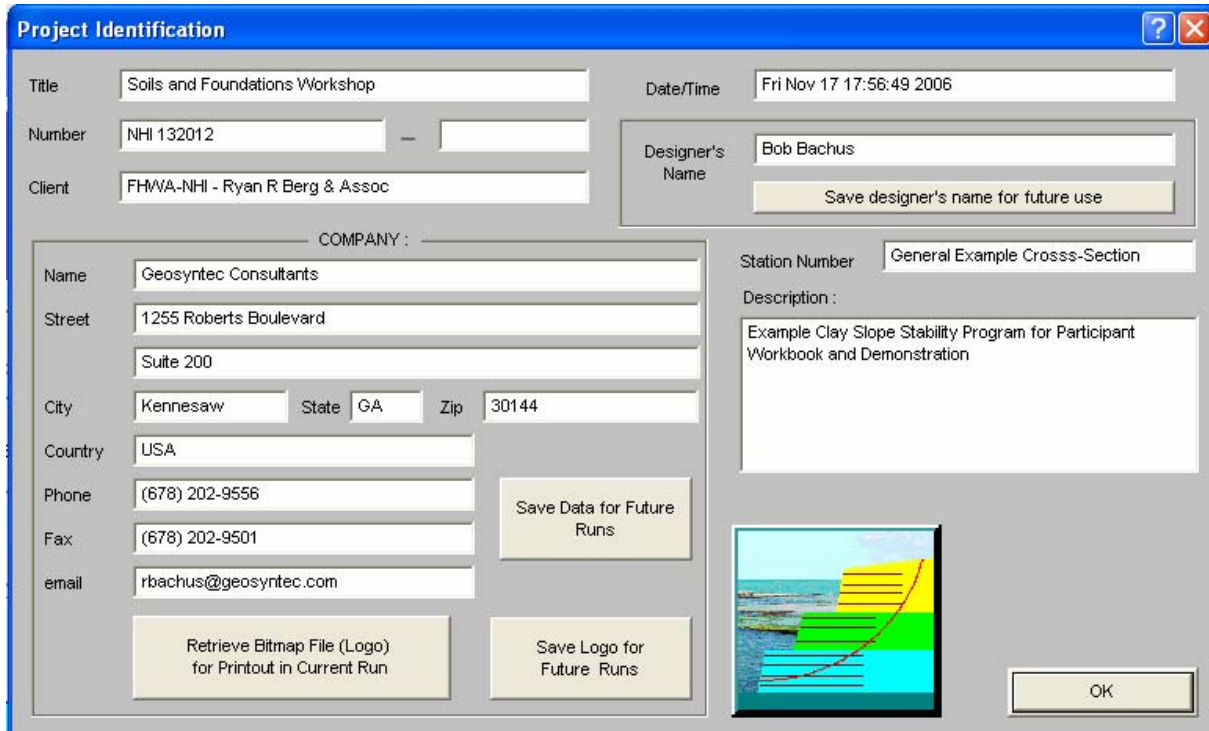 Project Identification
Title Soils and Foundations Workshop
Number NHI 132012 –
Client FHWA-NHI - Ryan R Berg & Assoc
Date/Time Fri Nov 17 17:56:49 2006
Designer's
Name
Bob Bachus
Save designer's name for future use
COMPANY :
Name Geosyntec Consultants
Street 1255 Roberts Boulevard
Suite 200
City Kennesaw State GA Zip 30144
Country USA
Phone (678) 202-9556
Fax (678) 202-9501
email rbachus@geosyntec.com
Save Data for Future
Runs
Retrieve Bitmap File (Logo)
for Printout in Current Run
Save Logo for
Future Runs
Station Number General Example Crosss-Section
Description :
Example Clay Slope Stability Program for Participant
Workbook and Demonstration
OK